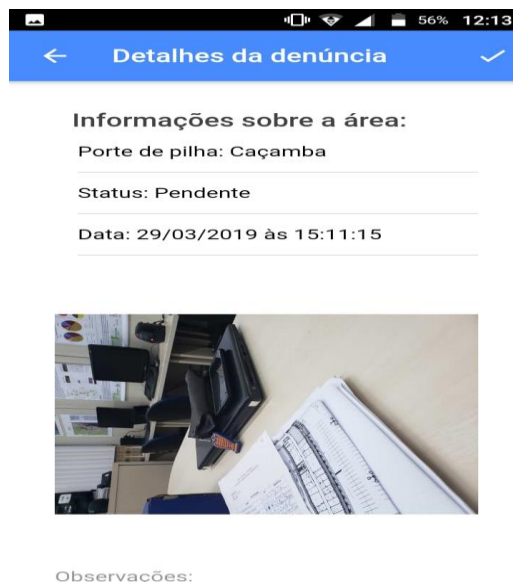 56% 12:13
Detalhes da denúncia
Informações sobre a área:
Porte de pilha: Caçamba
Status: Pendente
Data: 29/03/2019 às 15:11:15
Observações: